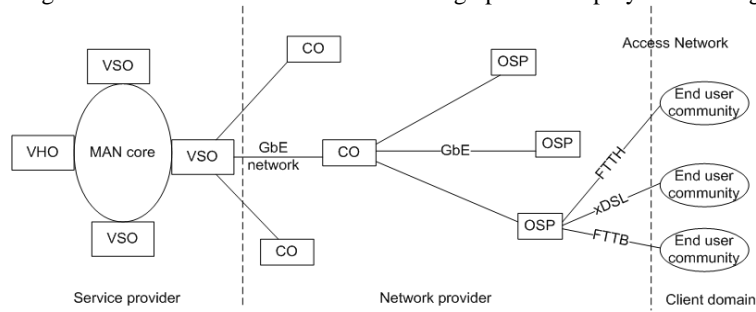 CO
Access Network
VSO
OSP
End user
community
VHO
MAN core
VSO
GbE
network
CO
GbE
OSP
FTTH
End user
community
xDSL
VSO
CO
OSP
FTTB
End user
community
Service provider
Network provider
Client domain